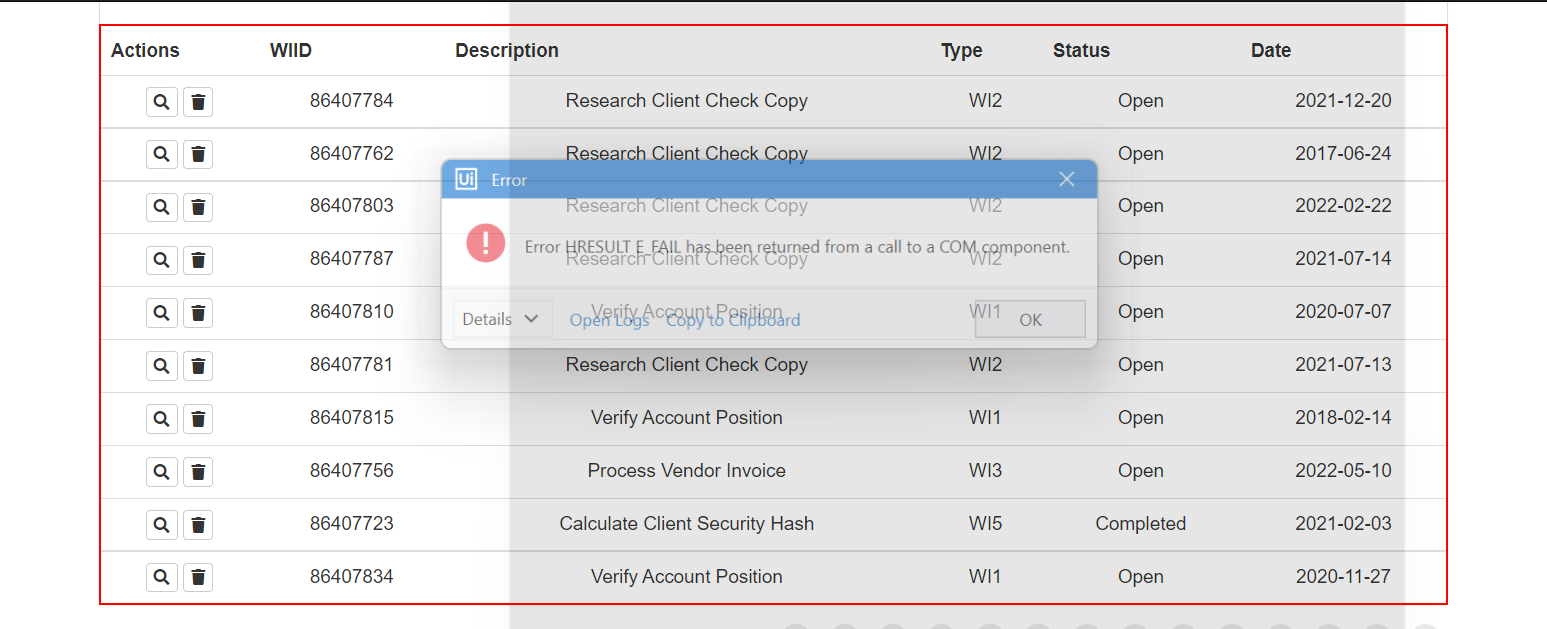 Actions WIID Description Type Status Date
86407784 Research Client Check Copy WI2 Open 2021-12-20
86407762 Research Client Check Copy WI2 Open 2017-06-24
Ui Error
86407803 Research Client Check Copy WI2 Open 2022-02-22
Error HRESULT E_FAIL has been returned from a call to a COM component.
86407787 Research Client Check Copy WI2 Open 2021-07-14
86407810 Verify Account Position WI1 Open 2020-07-07
Details Open Logs Copy to Clipboard OK
86407781 Research Client Check Copy WI2 Open 2021-07-13
86407815 Verify Account Position WI1 Open 2018-02-14
86407756 Process Vendor Invoice WI3 Open 2022-05-10
86407723 Calculate Client Security Hash WI5 Completed 2021-02-03
86407834 Verify Account Position WI1 Open 2020-11-27